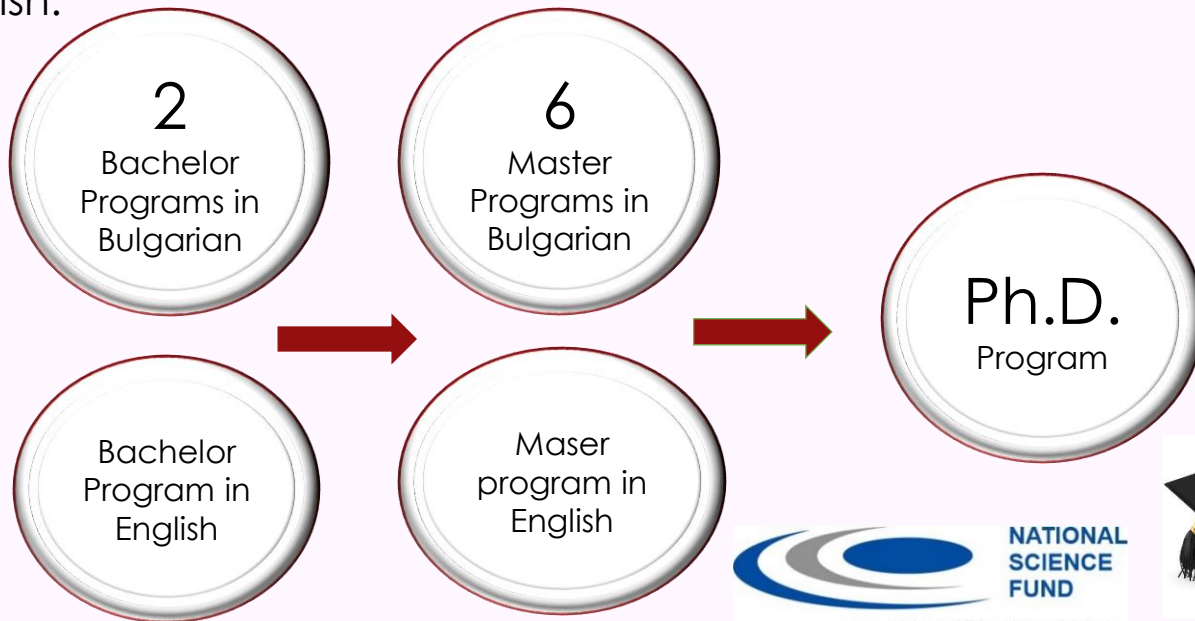 2
Bachelor
Programs in
Bulgarian
6
Master
Programs in
Bulgarian
Ph.D.
Program
Bachelor
Program in
English
Maser
program in
English
NATIONAL
SCIENCE
FUND